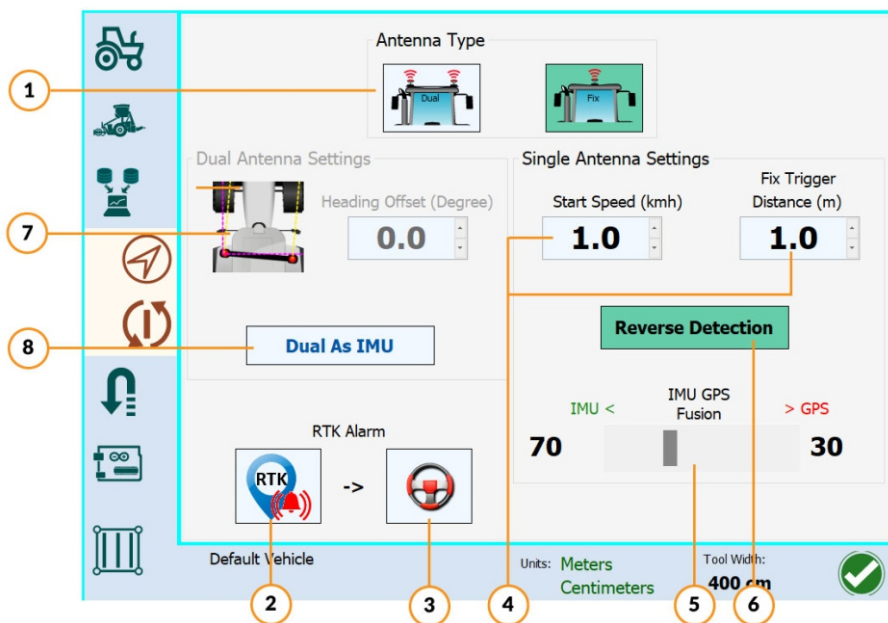 Antenna Type
Dual
Fix
1
Dual Antenna Settings
Heading Offset (Degree)
0.0
7
Dual As IMU
8
Single Antenna Settings
Start Speed (kmh)
1.0
Fix Trigger
Distance (m)
1.0
Reverse Detection
IMU <
IMU GPS
Fusion
> GPS
70
30
RTK Alarm
RTK
->
Default Vehicle
Units:
Meters
Centimeters
Tool Width:
400 cm
2
3
4
5
6